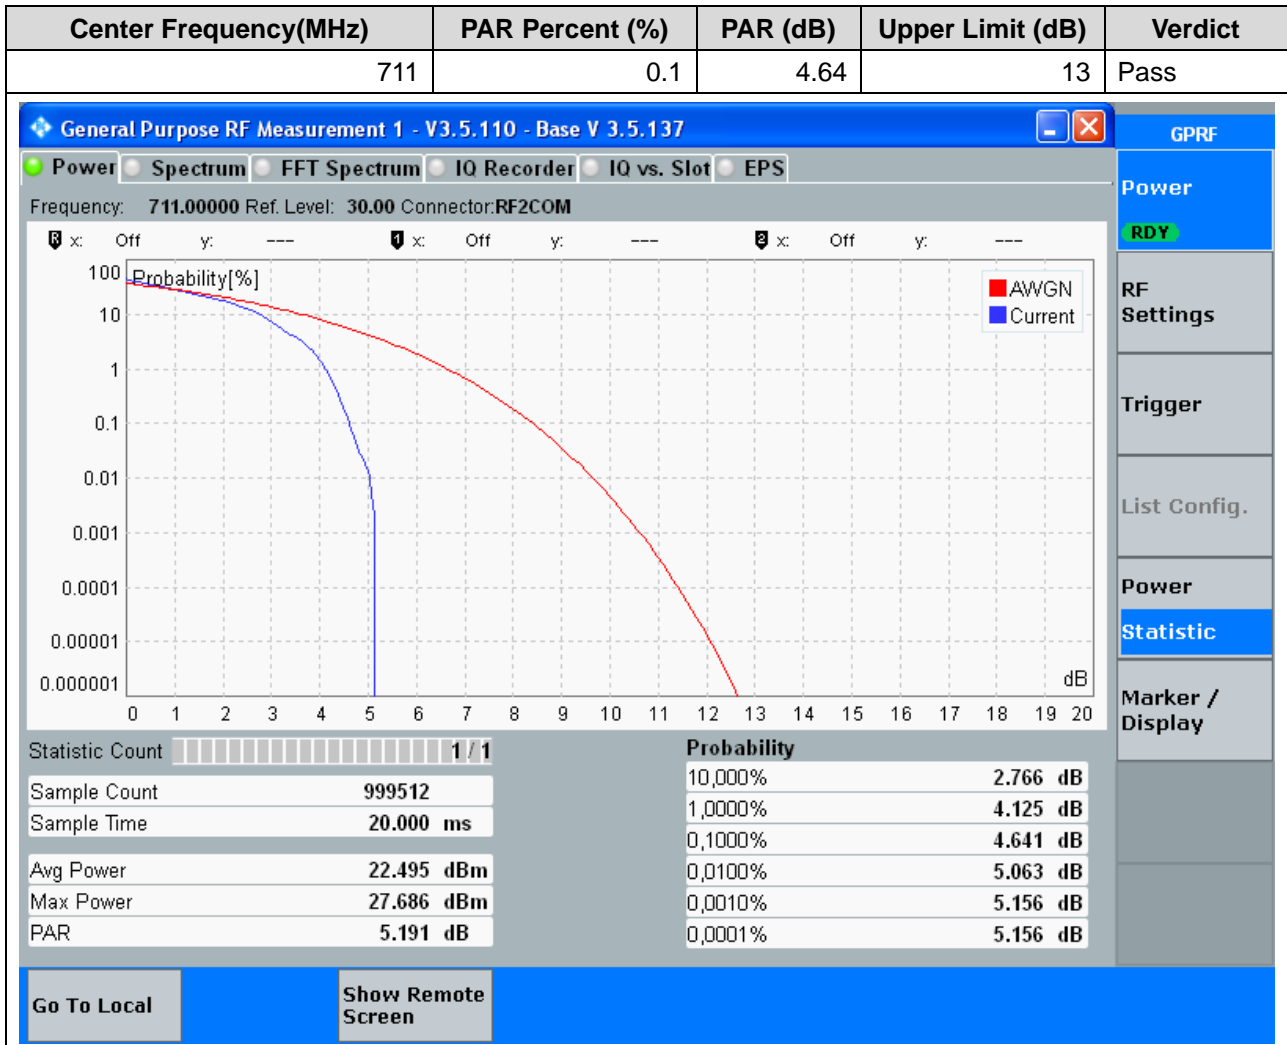 Center Frequency(MHz) PAR Percent (%) PAR (dB) Upper Limit (dB) Verdict
711 0.1 4.64 13 Pass
General Purpose RF Measurement 1 - V3.5.110 - Base V 3.5.137
GPRF
Power Spectrum FFT Spectrum IQ Recorder IQ vs. Slot EPS
Power
RDY
Frequency: 711.00000 Ref. Level: 30.00 Connector:RF2COM
R x: Off y: --- 1 x: Off y: --- 2 x: Off y: ---
Probability[%]
AWGN
Current
100
10
1
0.1
0.01
0.001
0.0001
0.00001
0.000001
dB
0 1 2 3 4 5 6 7 8 9 10 11 12 13 14 15 16 17 18 19 20
RF
Settings
Trigger
List Config.
Power
Statistic
Marker /
Display
Statistic Count 1 / 1
Sample Count 999512
Sample Time 20.000 ms
Avg Power 22.495 dBm
Max Power 27.686 dBm
PAR 5.191 dB
Probability
10,000% 2.766 dB
1,0000% 4.125 dB
0,1000% 4.641 dB
0,0100% 5.063 dB
0,0010% 5.156 dB
0,0001% 5.156 dB
Go To Local
Show Remote
Screen